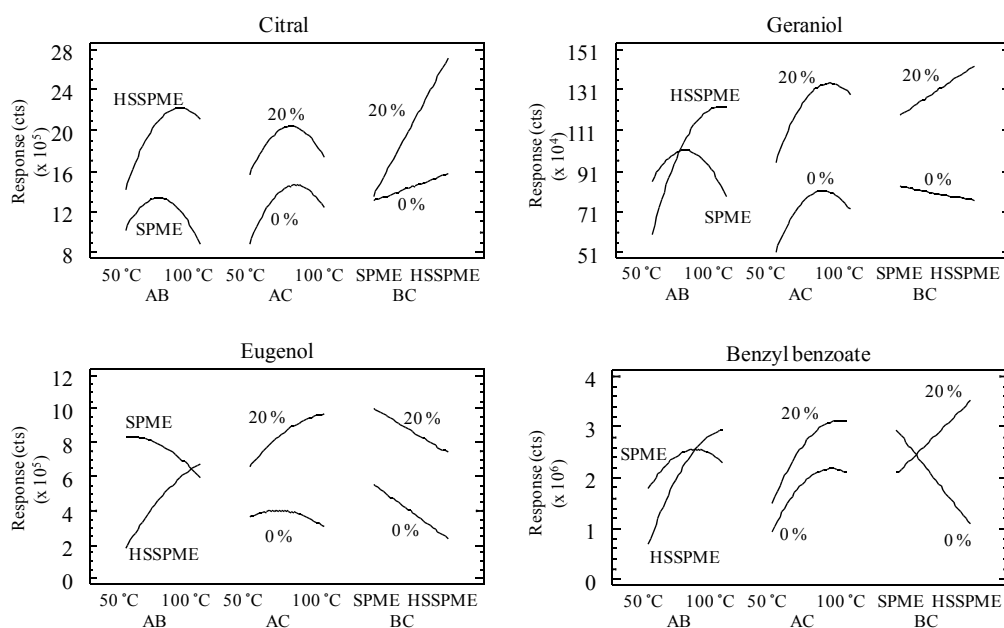 Citral
Response (cts)
(x 10⁵)
28
24
20
16
12
8
HSSPME
SPME
20 %
0 %
20 %
0 %
50 ˚C 100 ˚C 50 ˚C 100 ˚C SPME HSSPME
AB AC BC
Geraniol
Response (cts)
(x 10⁴)
151
131
111
91
71
51
HSSPME
SPME
20 %
0 %
20 %
0 %
50 ˚C 100 ˚C 50 ˚C 100 ˚C SPME HSSPME
AB AC BC
Eugenol
Response (cts)
(x 10⁵)
12
10
8
6
4
2
0
SPME
HSSPME
20 %
0 %
20 %
0 %
50 ˚C 100 ˚C 50 ˚C 100 ˚C SPME HSSPME
AB AC BC
Benzyl benzoate
Response (cts)
(x 10⁶)
4
3
2
1
0
SPME
HSSPME
20 %
0 %
20 %
0 %
50 ˚C 100 ˚C 50 ˚C 100 ˚C SPME HSSPME
AB AC BC